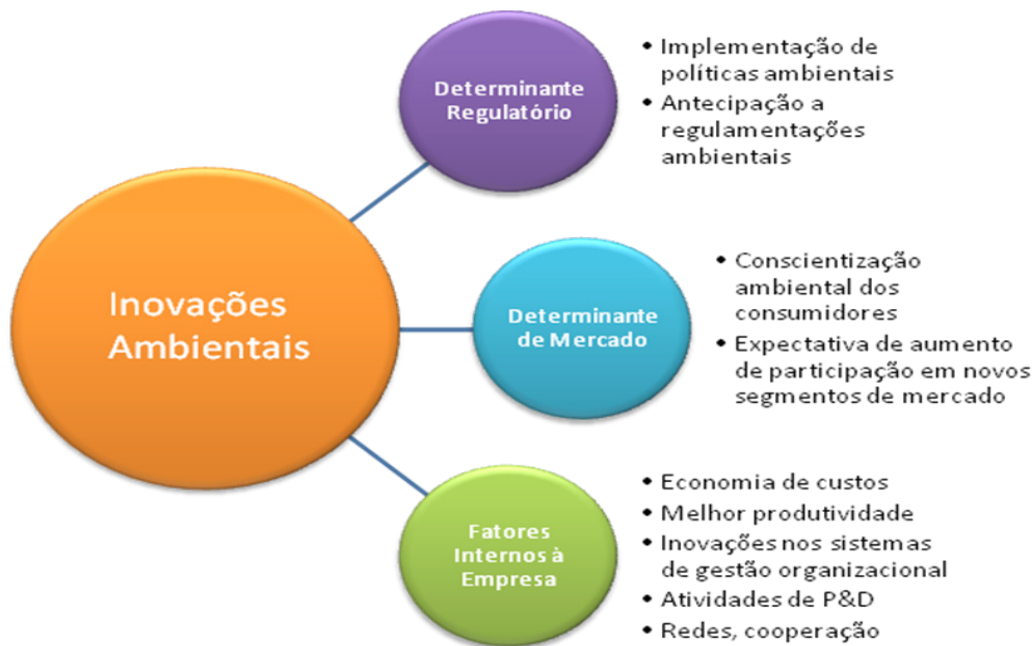 Inovações
Ambientais
Determinante
Regulatório
• Implementação de
políticas ambientais
• Antecipação a
regulamentações
ambientais
Determinante
de Mercado
• Conscientização
ambiental dos
consumidores
• Expectativa de aumento
de participação em novos
segmentos de mercado
Fatores
Internos à
Empresa
• Economia de custos
• Melhor produtividade
• Inovações nos sistemas
de gestão organizacional
• Atividades de P&D
• Redes, cooperação